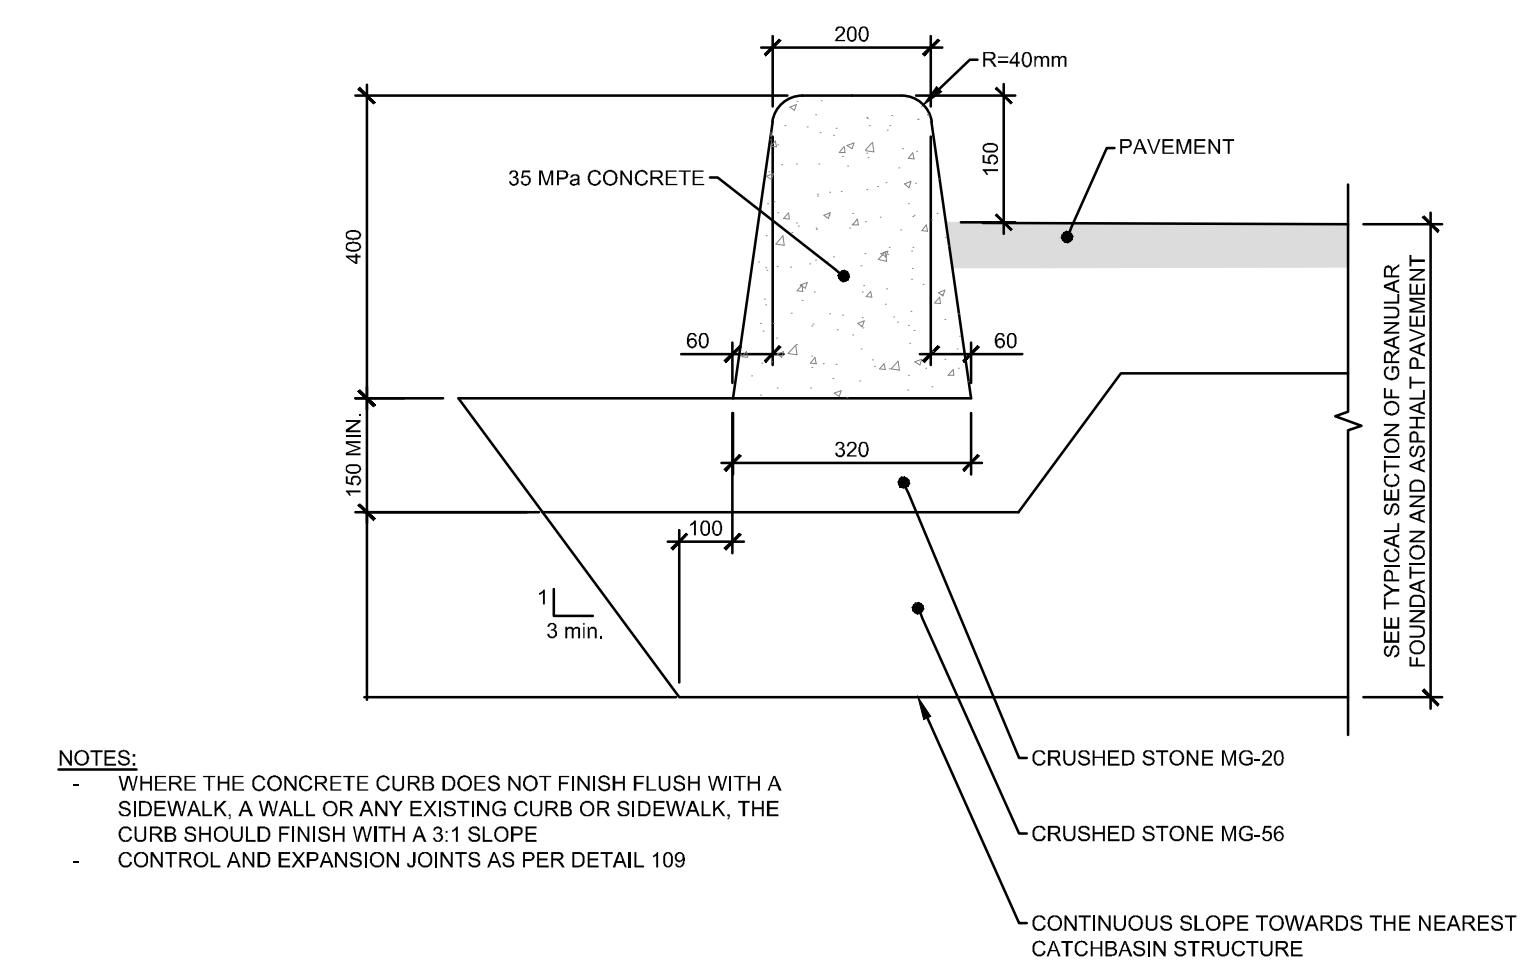 200
R=40mm
150
PAVEMENT
35 MPa CONCRETE
400
60
60
SEE TYPICAL SECTION OF GRANULAR
FOUNDATION AND ASPHALT PAVEMENT
150 MIN.
320
100
1
3 min.
NOTES:
- WHERE THE CONCRETE CURB DOES NOT FINISH FLUSH WITH A
SIDEWALK, A WALL OR ANY EXISTING CURB OR SIDEWALK, THE
CURB SHOULD FINISH WITH A 3:1 SLOPE
- CONTROL AND EXPANSION JOINTS AS PER DETAIL 109
CRUSHED STONE MG-20
CRUSHED STONE MG-56
CONTINUOUS SLOPE TOWARDS THE NEAREST
CATCHBASIN STRUCTURE